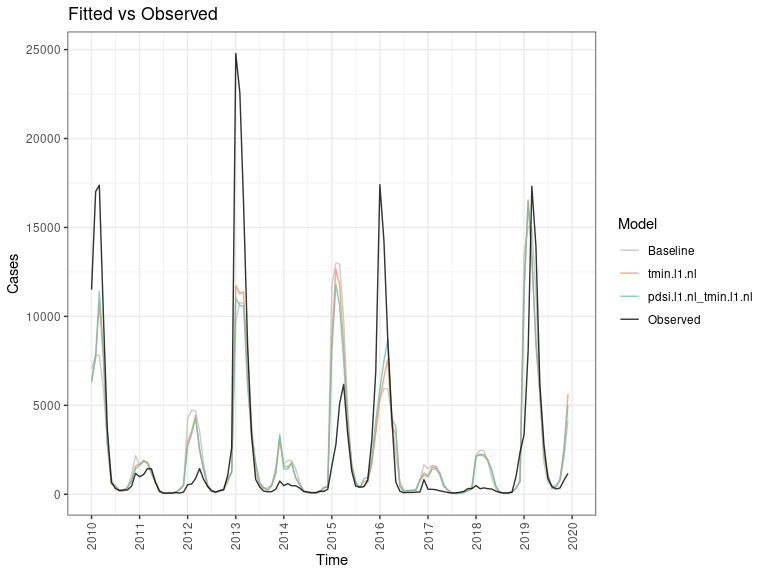 Fitted vs Observed
25000
20000
15000
10000
5000
0
Cases
2010
2011
2012
2013
2014
2015
2016
2017
2018
2019
2020
Time
Model
Baseline
tmin.l1.nl
pdsi.l1.nl_tmin.l1.nl
Observed